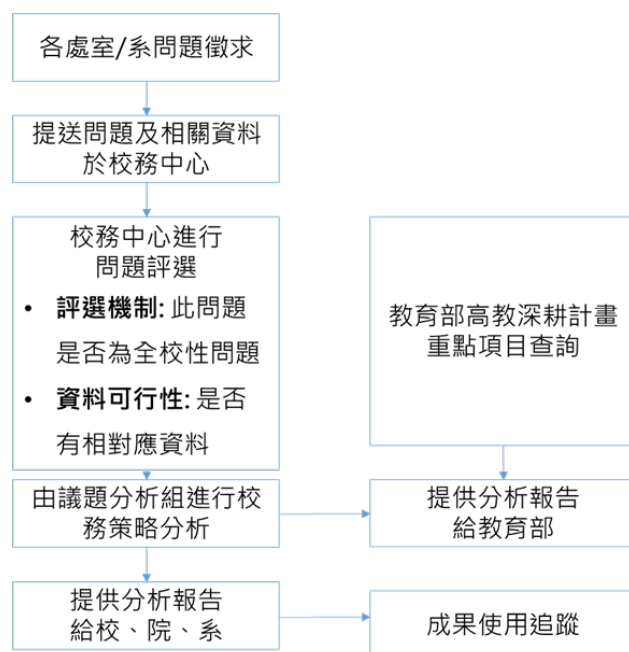 各處室/系問題徵求
提送問題及相關資料
於校務中心
校務中心進行
問題評選
• 評選機制: 此問題
是否為全校性問題
• 資料可行性: 是否
有相對應資料
教育部高教深耕計畫
重點項目查詢
由議題分析組進行校
務策略分析
提供分析報告
給教育部
提供分析報告
給校、院、系
成果使用追蹤